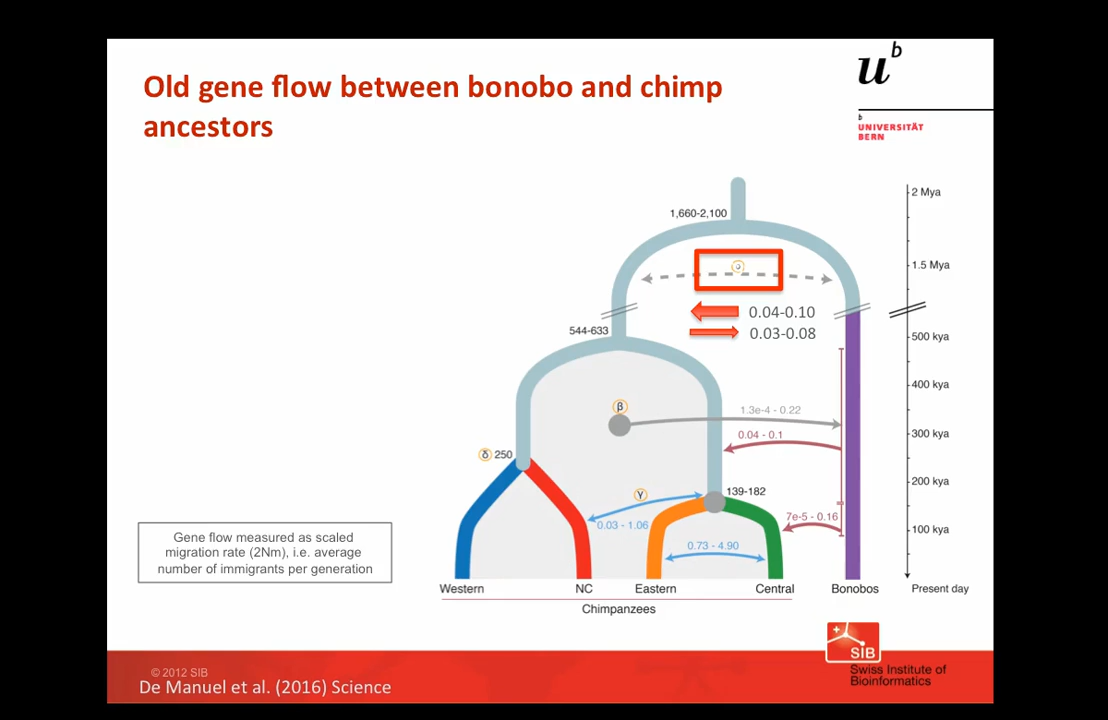 Old gene flow between bonobo and chimp
ancestors
u b
b
UNIVERSITÄT
BERN
2 Mya
1,660-2,100
1.5 Mya
0.04-0.10
0.03-0.08
544-633
500 kya
400 kya
β
1.3e-4 - 0.22
300 kya
0.04 - 0.1
δ 250
200 kya
γ
139-182
7e-5 - 0.16
0.03 - 1.06
100 kya
0.73 - 4.90
Gene flow measured as scaled
migration rate (2Nm), i.e. average
number of immigrants per generation
Western NC Eastern Central Bonobos Present day
Chimpanzees
SIB
Swiss Institute of
Bioinformatics
© 2012 SIB
De Manuel et al. (2016) Science